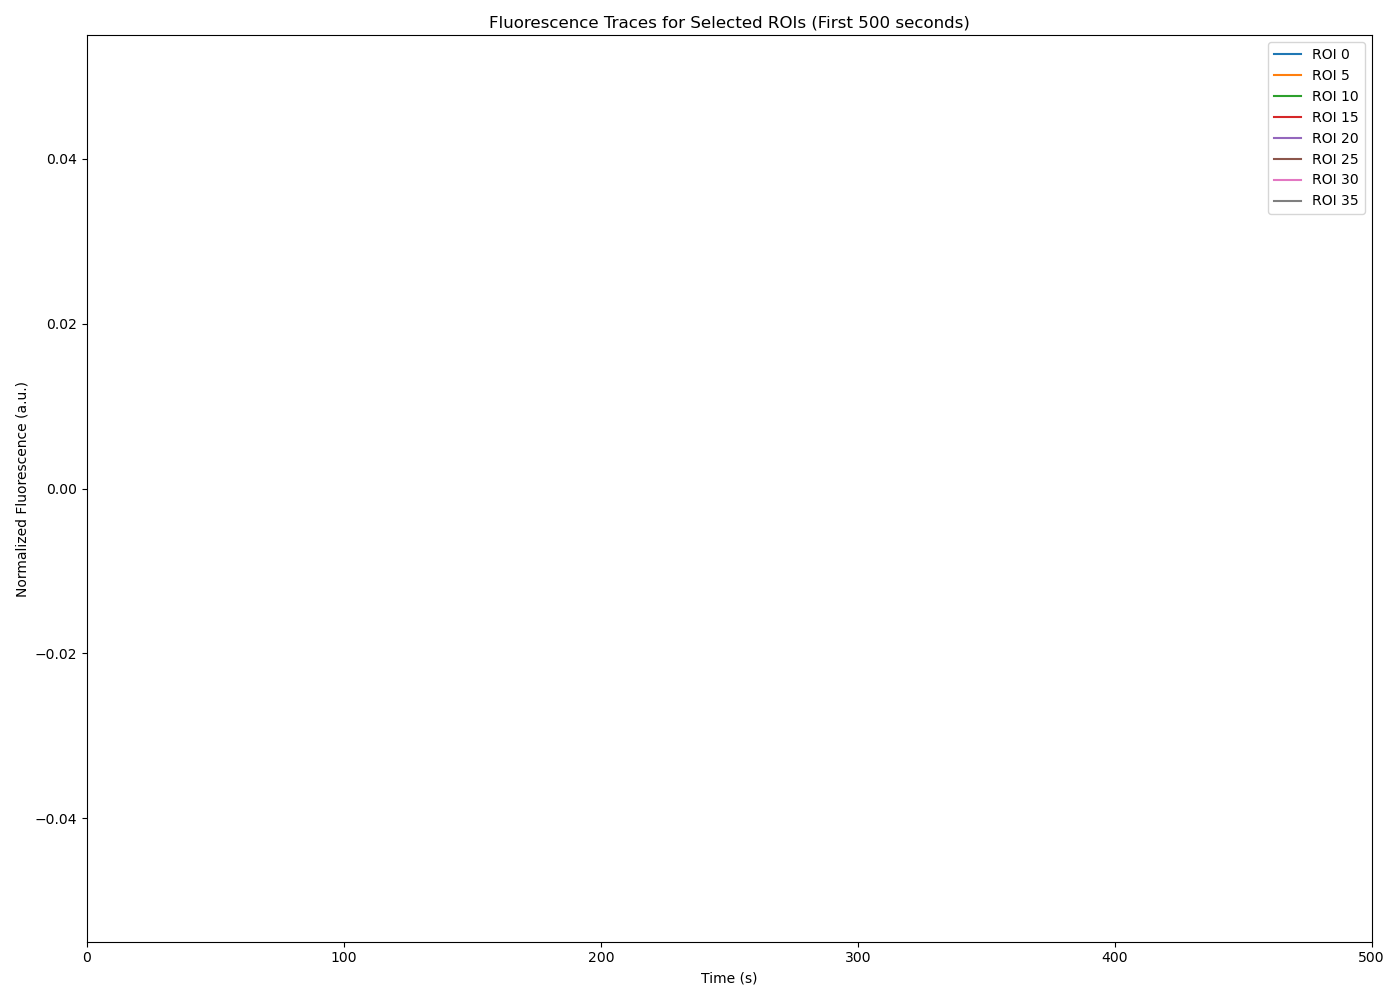 Fluorescence Traces for Selected ROIs (First 500 seconds)
ROI 0
ROI 5
ROI 10
ROI 15
ROI 20
ROI 25
ROI 30
ROI 35
0.04
0.02
0.00
−0.02
−0.04
Normalized Fluorescence (a.u.)
0 100 200 300 400 500
Time (s)